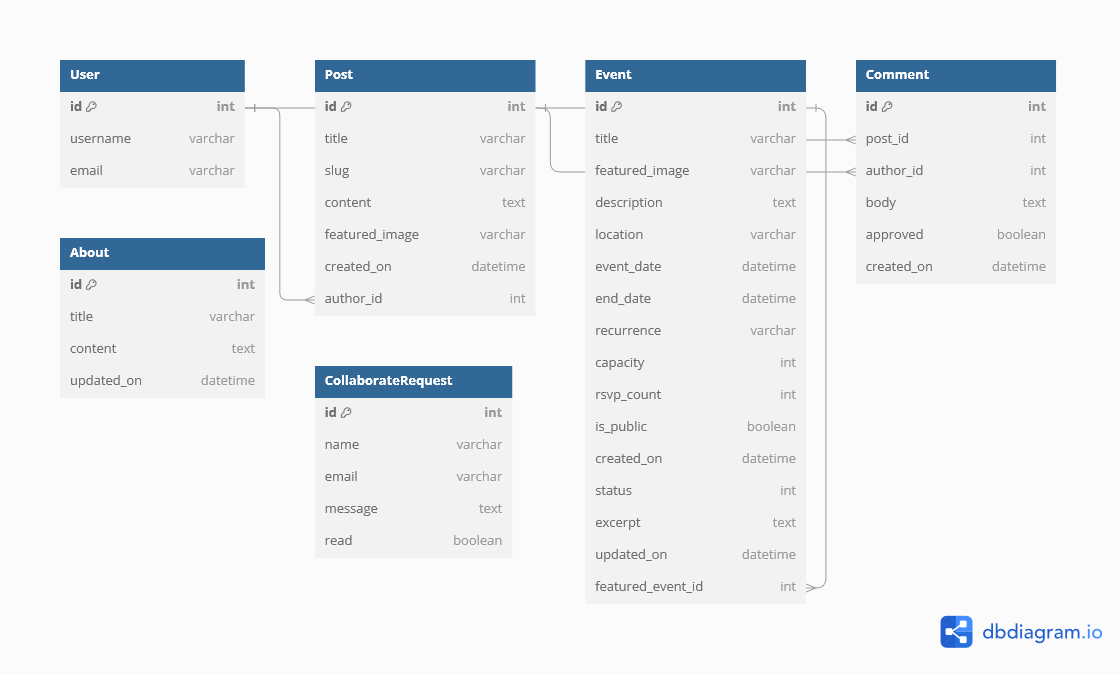 User
id int
username varchar
email varchar
About
id int
title varchar
content text
updated_on datetime
Post
id int
title varchar
slug varchar
content text
featured_image varchar
created_on datetime
author_id int
CollaborateRequest
id int
name varchar
email varchar
message text
read boolean
Event
id int
title varchar
featured_image varchar
description text
location varchar
event_date datetime
end_date datetime
recurrence varchar
capacity int
rsvp_count int
is_public boolean
created_on datetime
status int
excerpt text
updated_on datetime
featured_event_id int
Comment
id int
post_id int
author_id int
body text
approved boolean
created_on datetime
dbdiagram.io